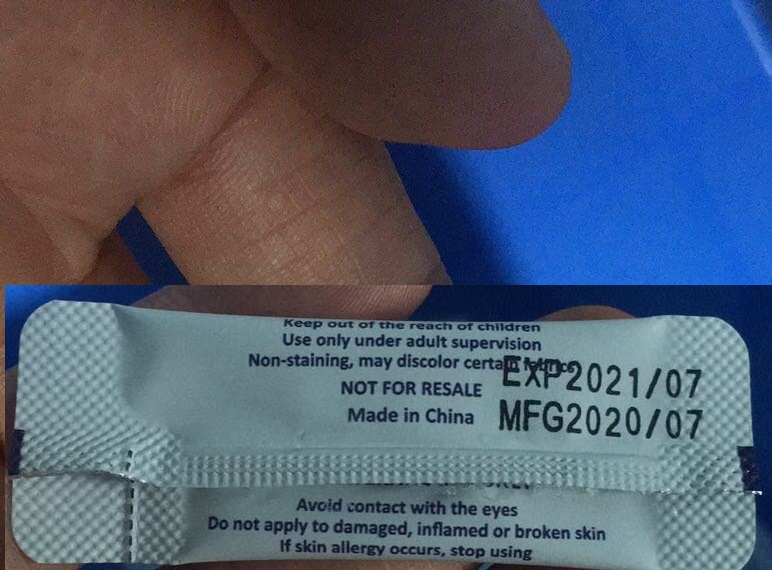 Keep out of the reach of children
Use only under adult supervision
Non-staining, may discolor certain fabrics
EXP2021/07
NOT FOR RESALE
MFG2020/07
Made in China
Avoid contact with the eyes
Do not apply to damaged, inflamed or broken skin
If skin allergy occurs, stop using